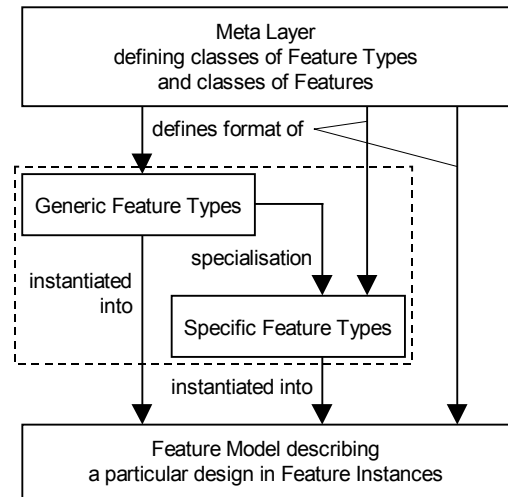 Meta Layer
defining classes of Feature Types
and classes of Features
defines format of
Generic Feature Types
specialisation
instantiated
into
Specific Feature Types
instantiated into
Feature Model describing
a particular design in Feature Instances